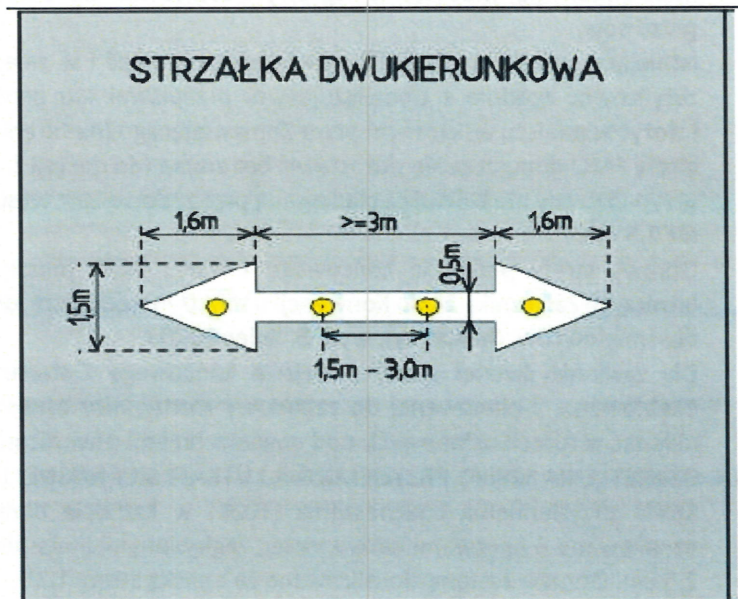 STRZAŁKA DWUKIERUNKOWA
1,6m >=3m 1,6m
1,5m
0,5m
1,5m - 3,0m